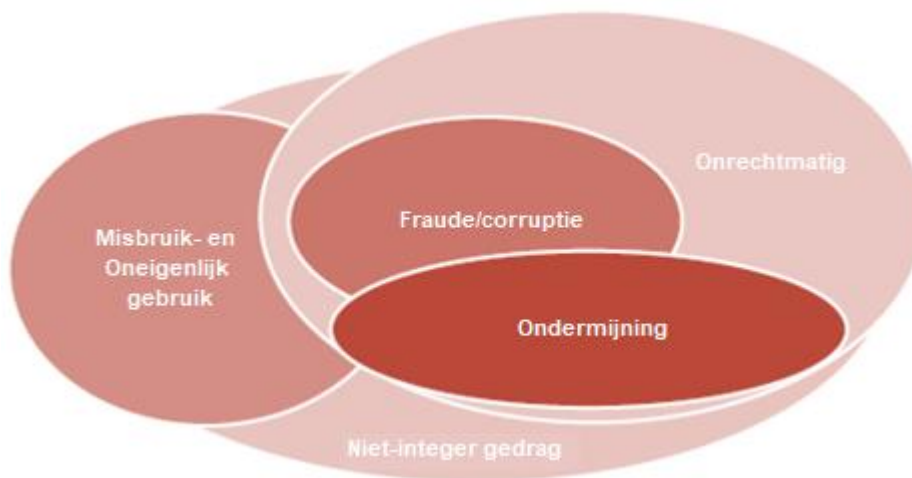 Onrechtmatig
Fraude/corruptie
Misbruik- en
Oneigenlijk
gebruik
Ondermijning
Niet-integer gedrag